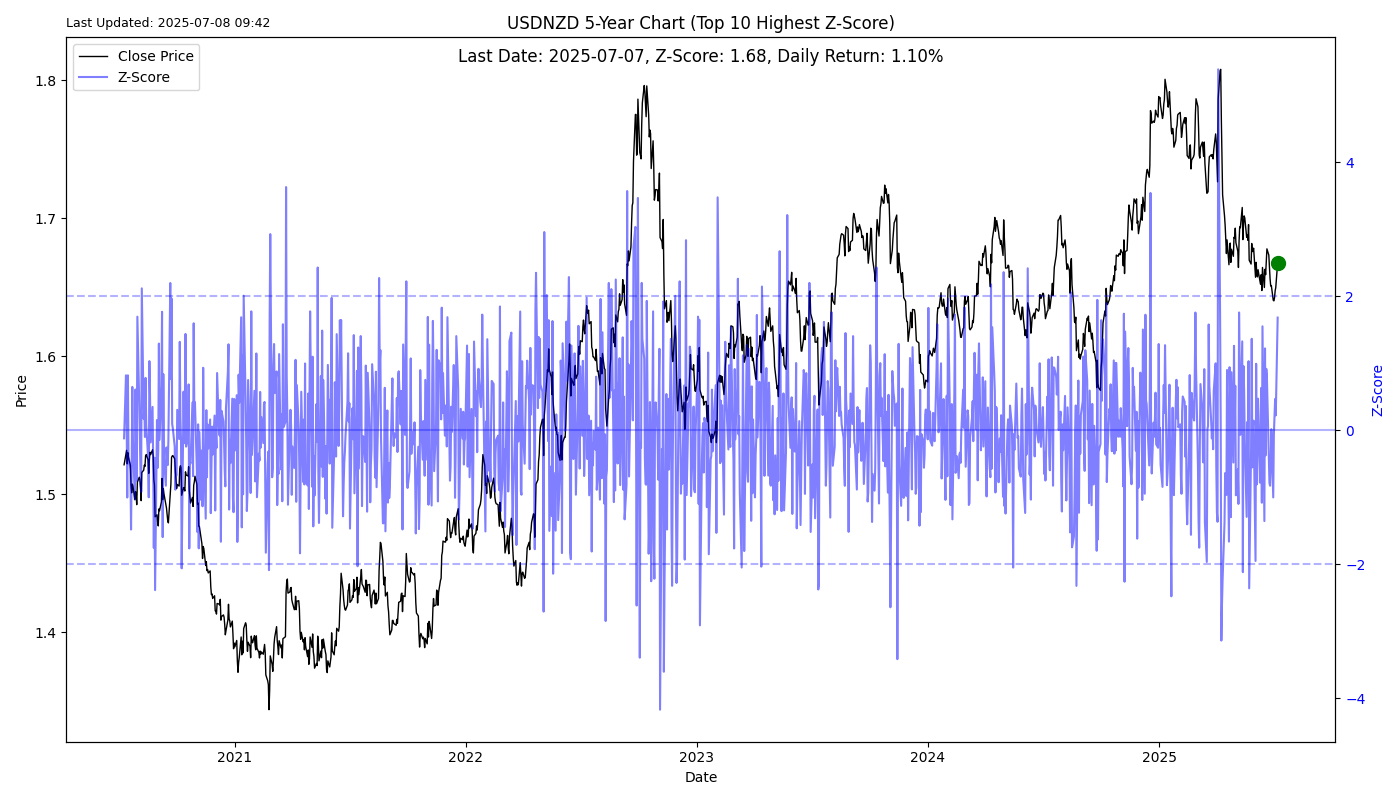 Last Updated: 2025-07-08 09:42
USDNZD 5-Year Chart (Top 10 Highest Z-Score)
Last Date: 2025-07-07, Z-Score: 1.68, Daily Return: 1.10%
Close Price
Z-Score
Price
1.8
1.7
1.6
1.5
1.4
4
2
0
−2
−4
Z-Score
2021
2022
2023
2024
2025
Date